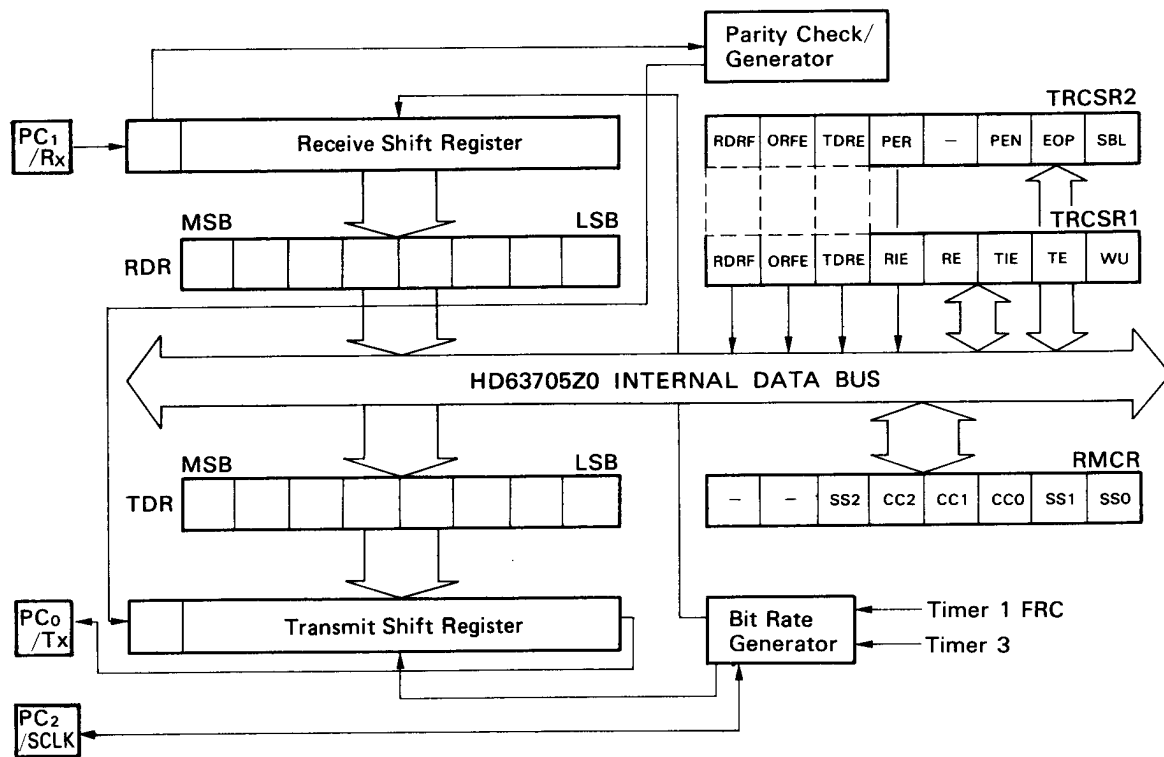 Parity Check/
Generator
TRCSR2
PC1
/Rx
Receive Shift Register
RDRF ORFE TDRE PER – PEN EOP SBL
MSB LSB
TRCSR1
RDR
RDRF ORFE TDRE RIE RE TIE TE WU
HD63705Z0 INTERNAL DATA BUS
MSB LSB
RMCR
TDR
– – SS2 CC2 CC1 CC0 SS1 SS0
PC0
/Tx
Transmit Shift Register
Bit Rate
Generator
Timer 1 FRC
Timer 3
PC2
/SCLK